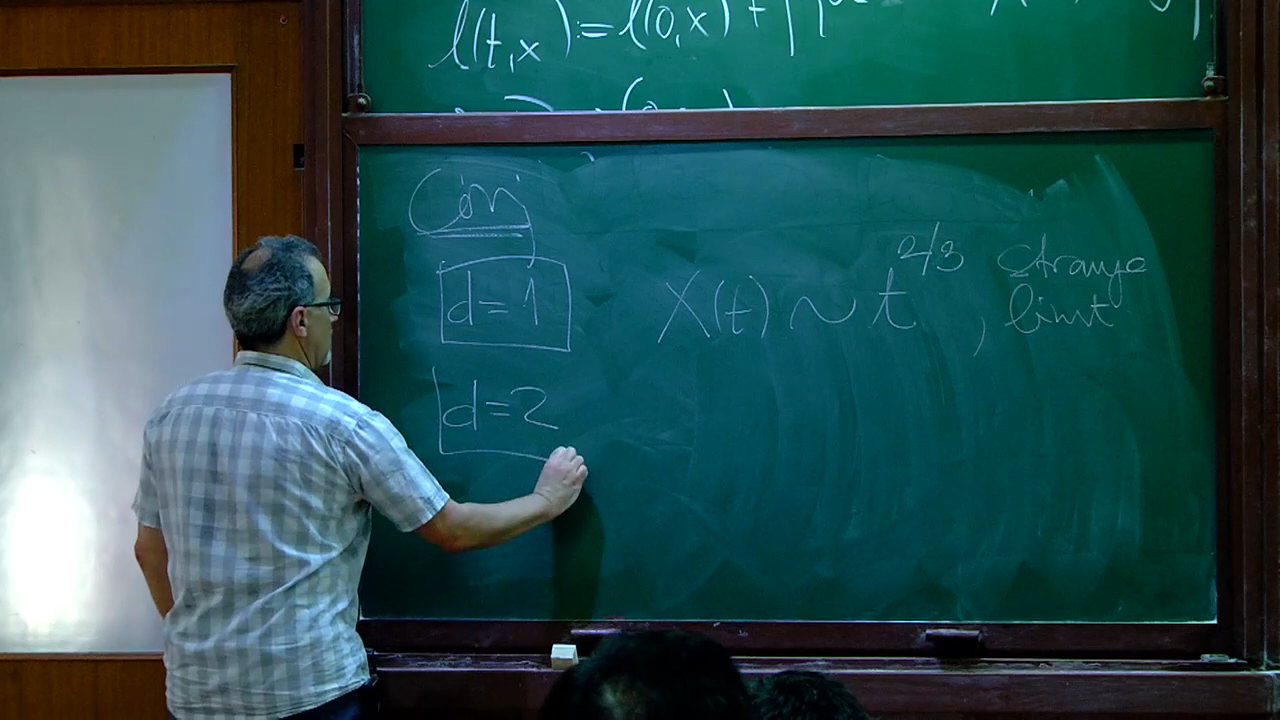 l(t,x) := l(0,x) +
Conj
d=1
X(t) ~ t^{2/3}, strange
limit
d=2